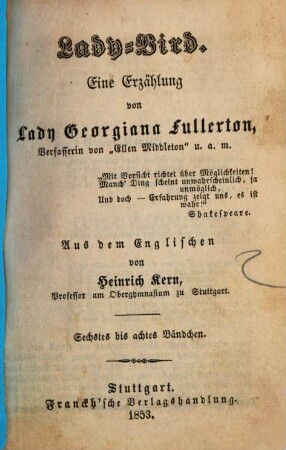 Lady=Bird.
Eine Erzählung
von
Lady Georgiana Fullerton,
Verfasserin von „Ellen Middleton“ u. a. m.
„Mit Vorsicht richtet über Möglichkeiten!
Manch' Ding scheint unwahrscheinlich, ja
unmöglich,
Und doch — Erfahrung zeigt uns, es ist
wahr!“
Shakespeare.
Aus dem Englischen
von
Heinrich Kern,
Professor am Obergymnasium zu Stuttgart.
Sechstes bis achtes Bändchen.
Stuttgart.
Franckh'sche Verlagshandlung.
1853.